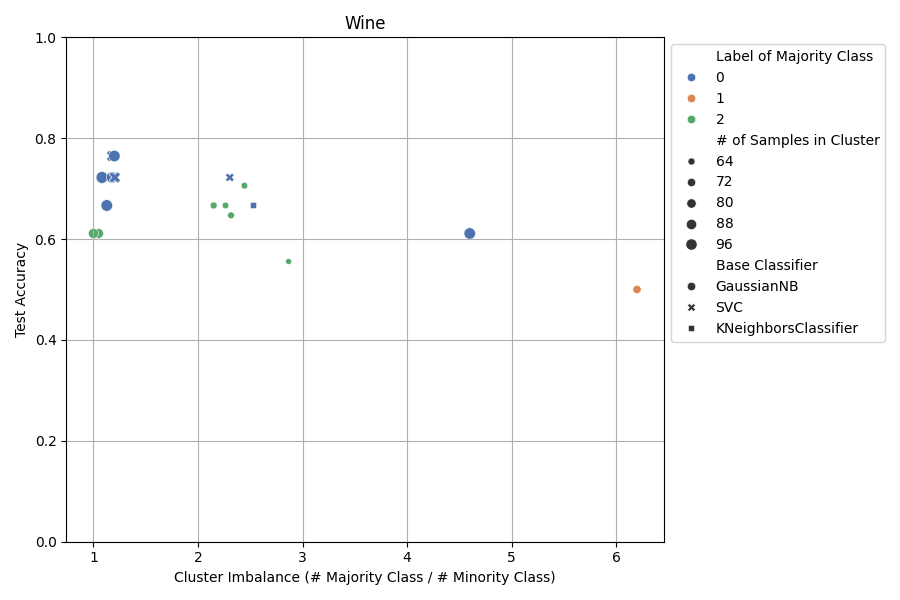 Wine
1.0
0.8
0.6
0.4
0.2
0.0
Test Accuracy
1 2 3 4 5 6
Cluster Imbalance (# Majority Class / # Minority Class)
Label of Majority Class
0
1
2
# of Samples in Cluster
64
72
80
88
96
Base Classifier
GaussianNB
SVC
KNeighborsClassifier